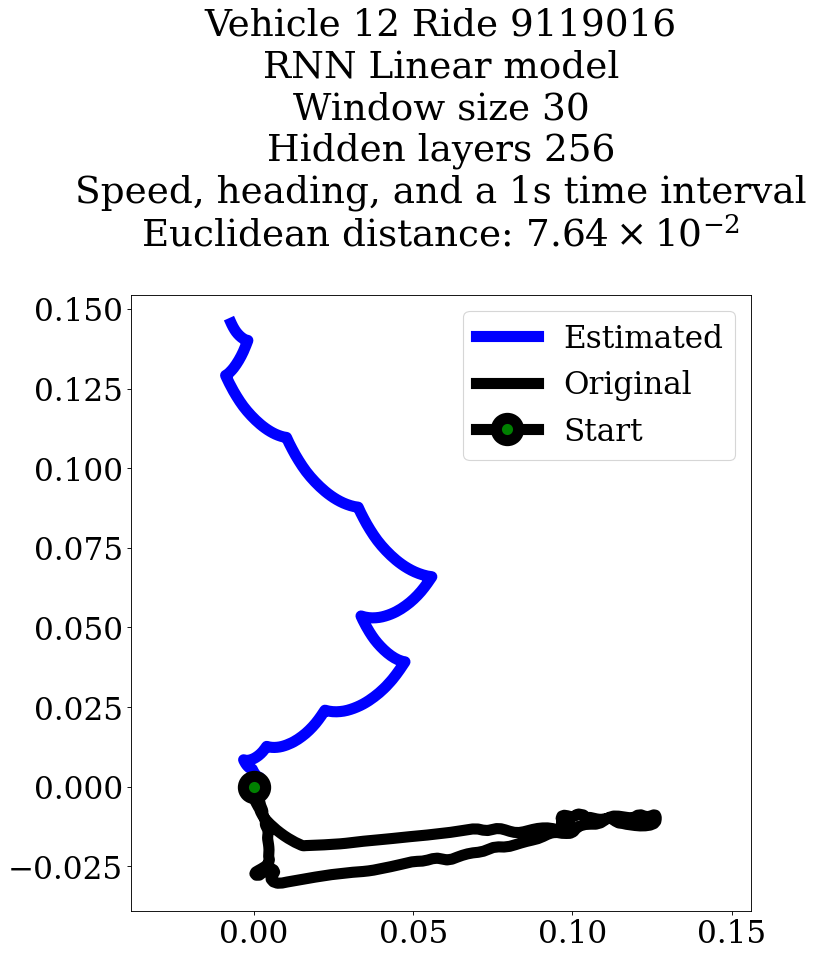 Vehicle 12 Ride 9119016
RNN Linear model
Window size 30
Hidden layers 256
Speed, heading, and a 1s time interval
Euclidean distance: 7.64 × 10⁻²
0.150
0.125
0.100
0.075
0.050
0.025
0.000
−0.025
Estimated
Original
Start
0.00 0.05 0.10 0.15